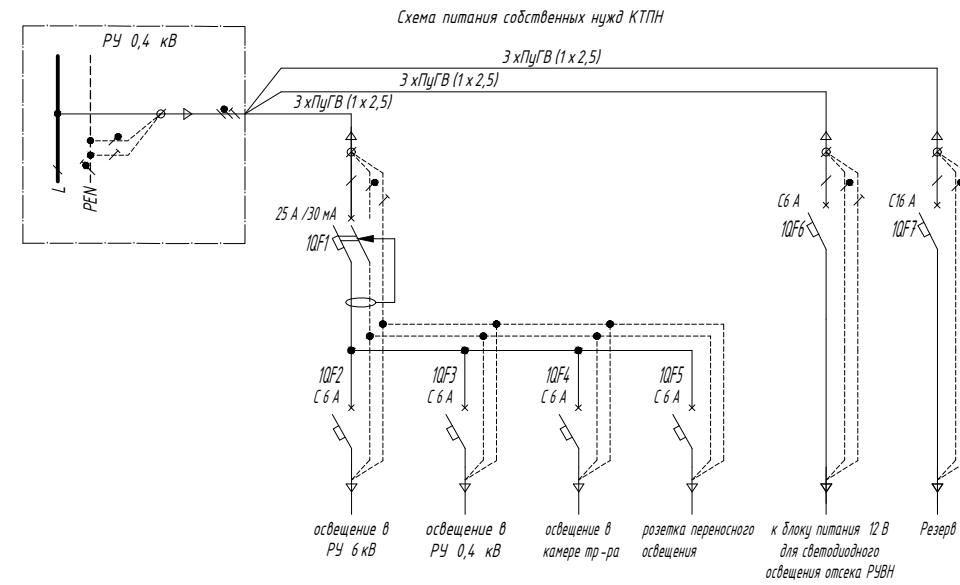 Схема питания собственных нужд КТПН
РУ 0,4 кВ
3 хПуГВ (1 х 2,5)
3 хПуГВ (1 х 2,5)
3 хПуГВ (1 х 2,5)
L
PEN
25 А /30 мА
1QF1
С6 А
1QF6
С16 А
1QF7
1QF2
С 6 А
1QF3
С 6 А
1QF4
С 6 А
1QF5
С 6 А
освещение в
РУ 6 кВ
освещение в
РУ 0,4 кВ
освещение в
камере тр-ра
розетка переносного
освещения
к блоку питания 12 В
для светодиодного
освещения отсека РУВН
Резерв